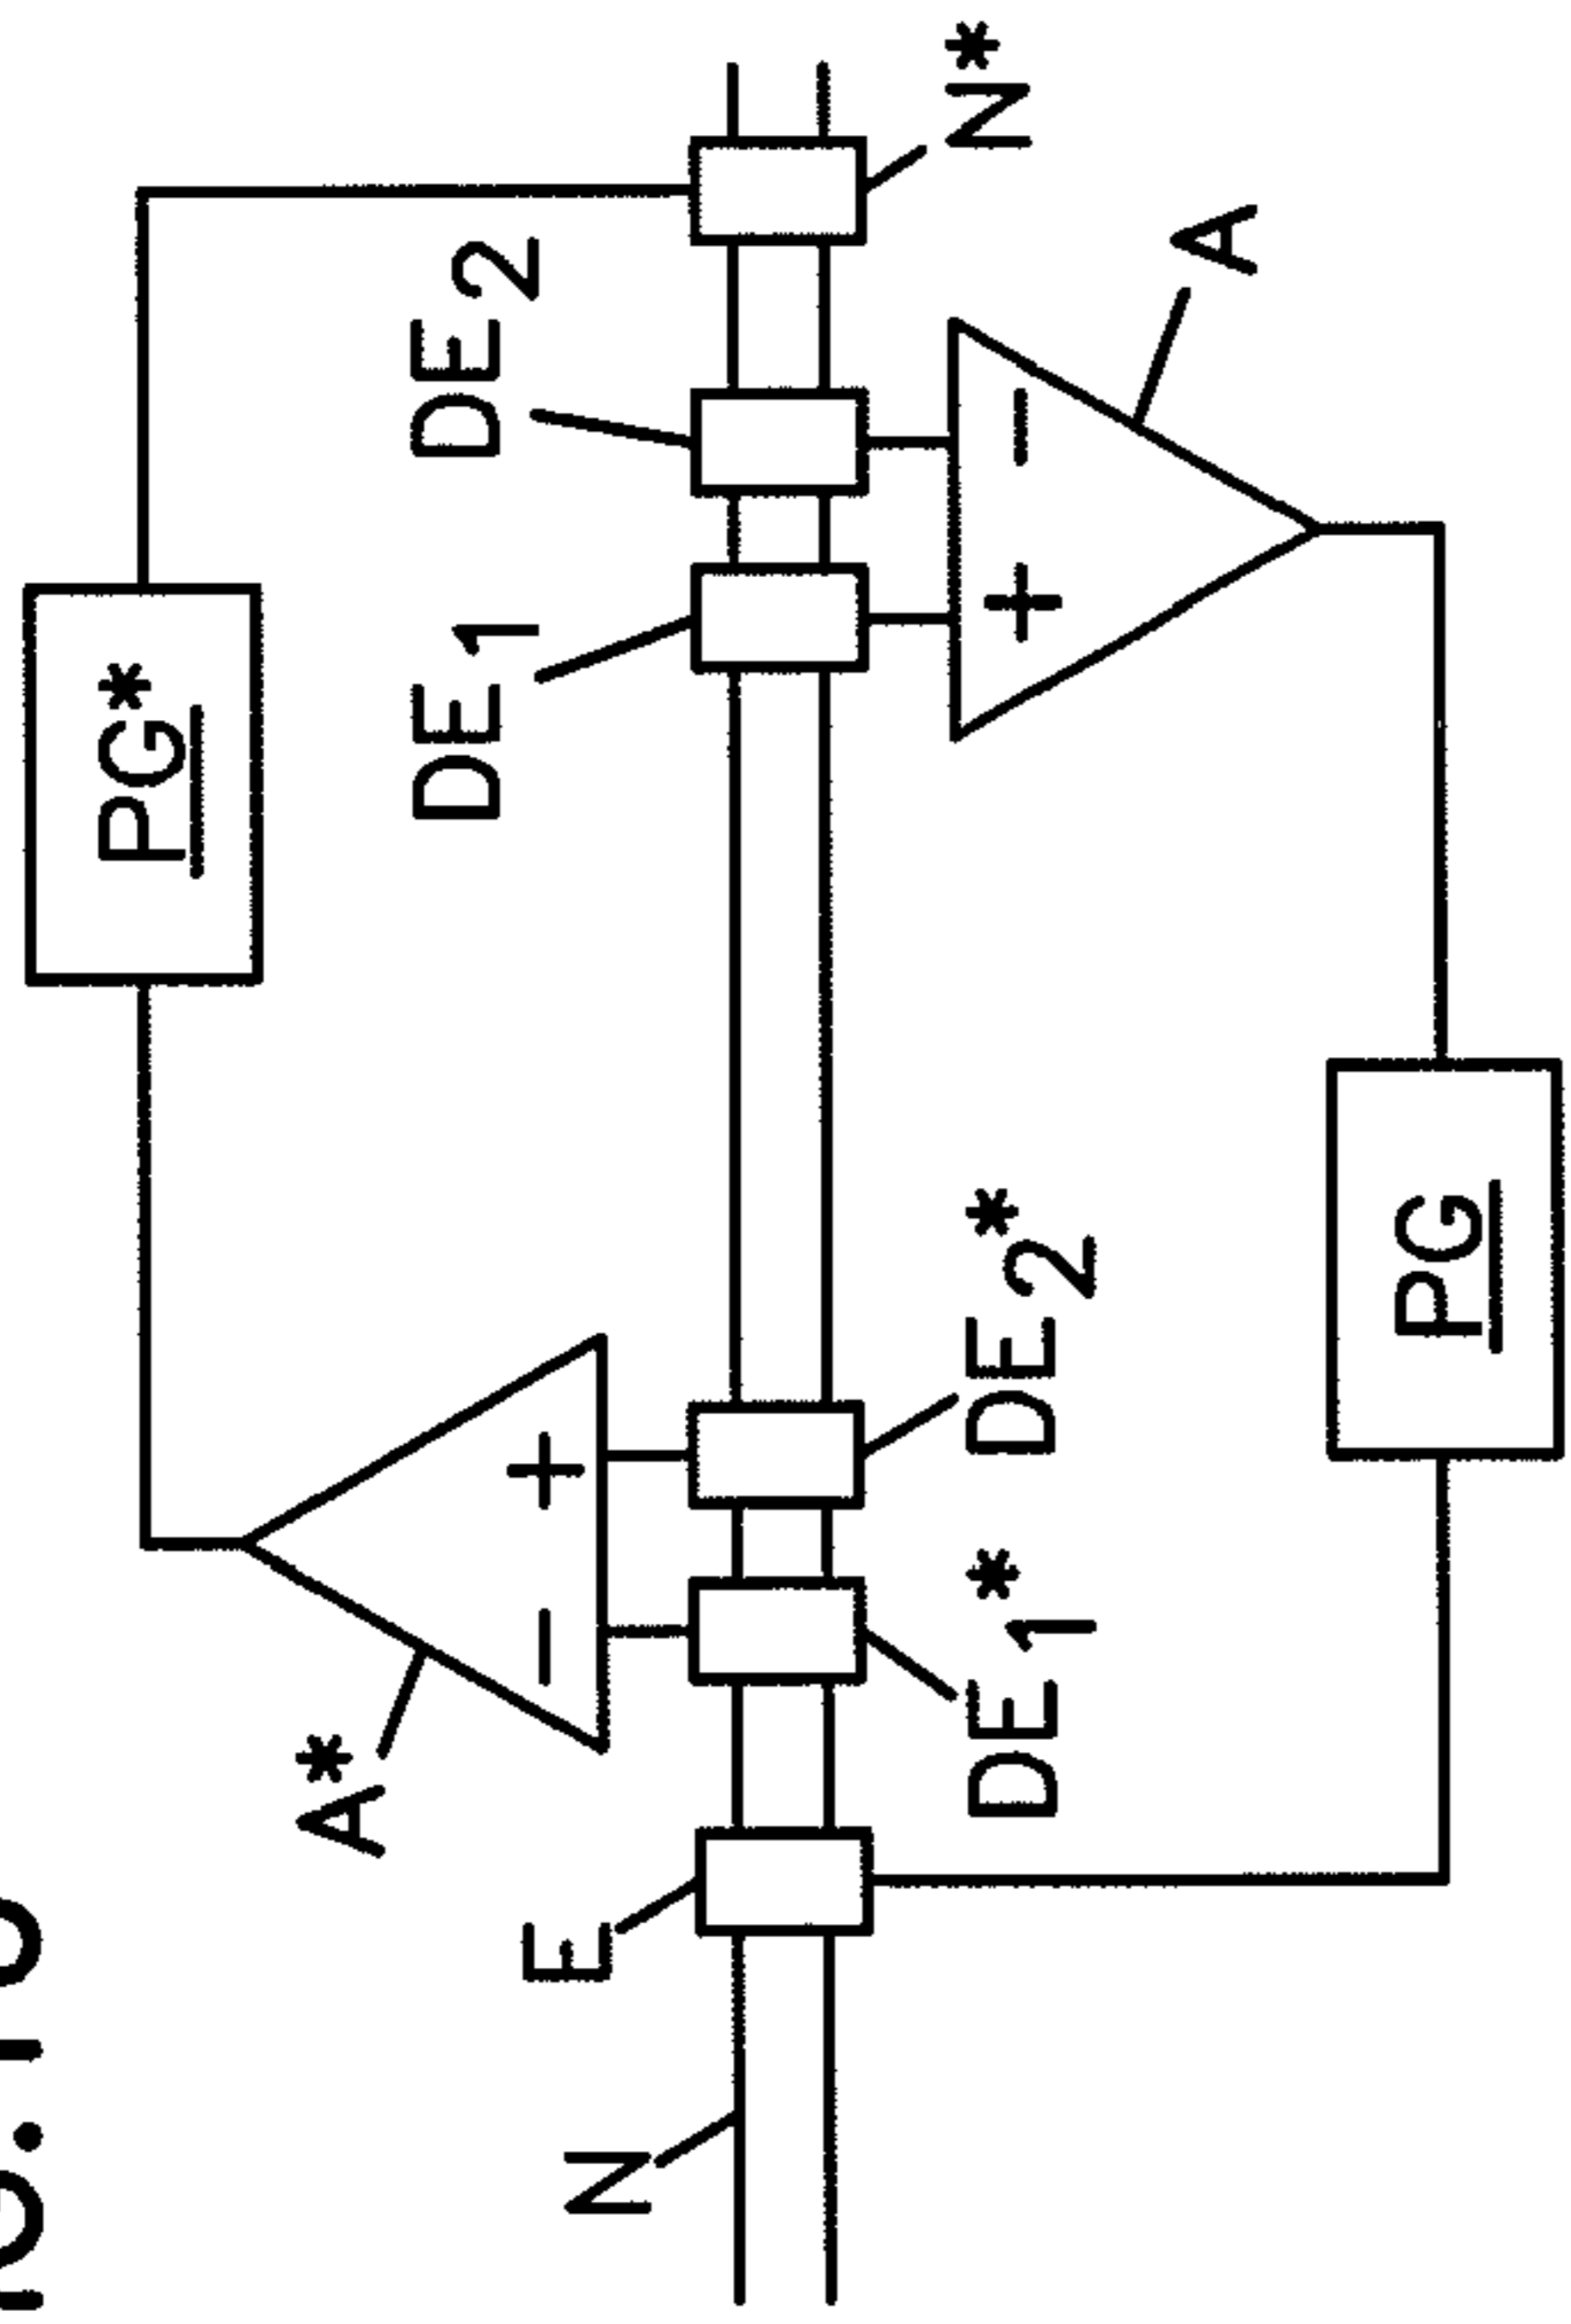 PG*
A*
DE1
DE2
E
N
N*
DE1*
DE2*
+
−
+
−
A
PG